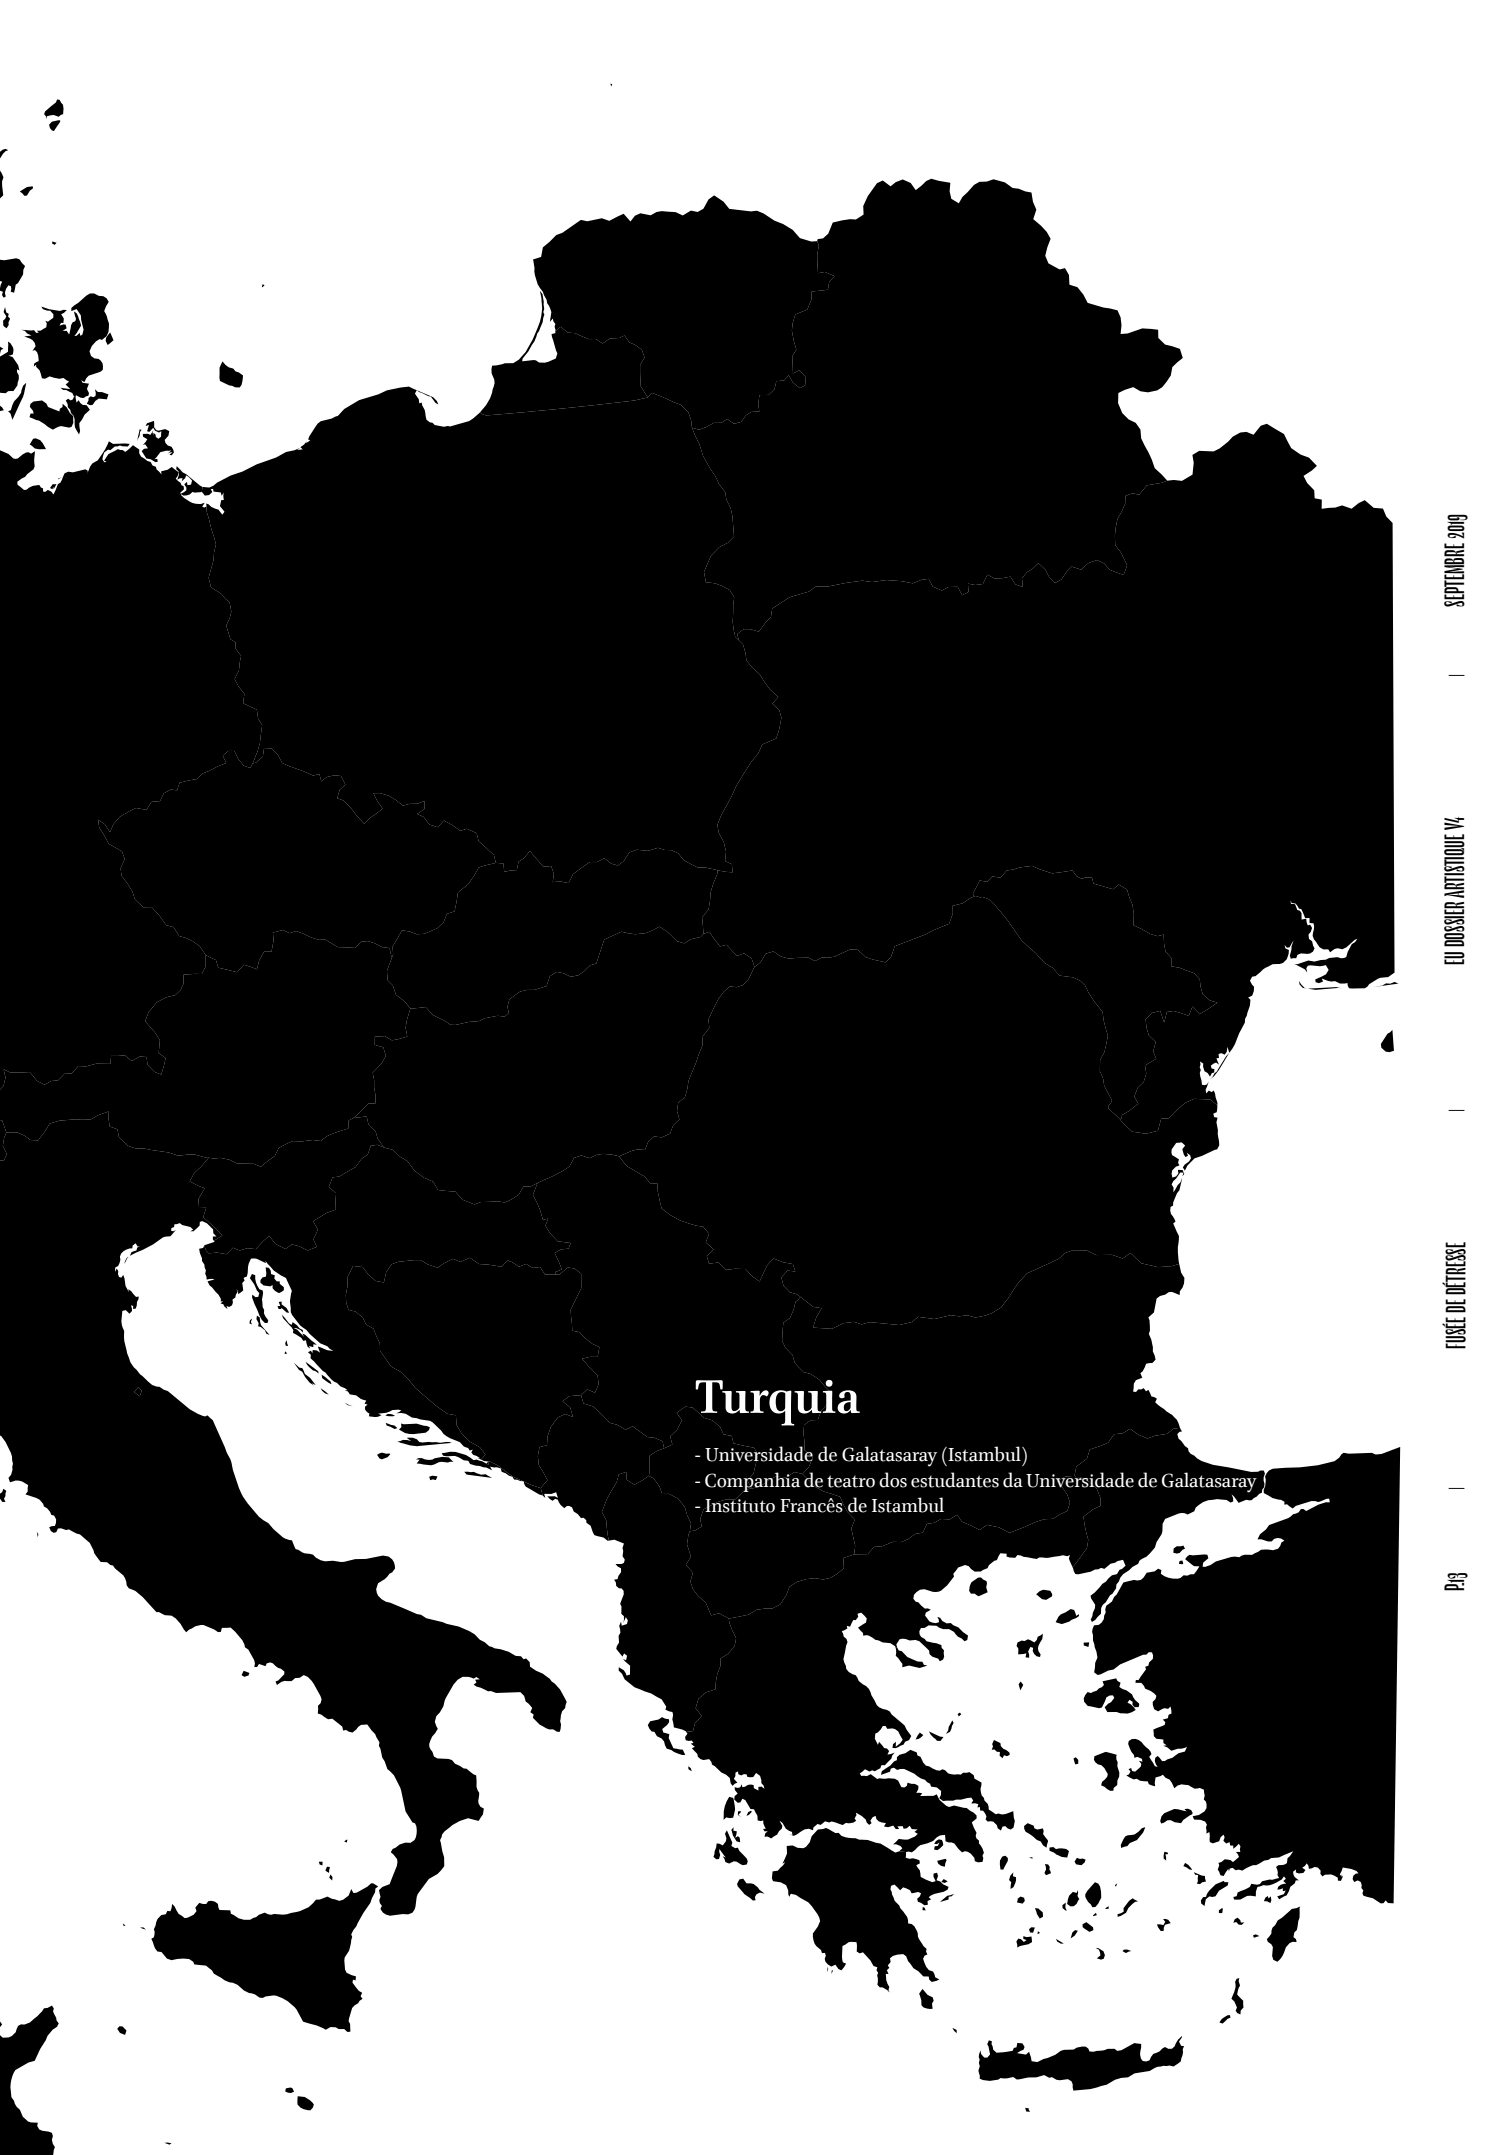 Turquia
- Universidade de Galatasaray (Istambul)
- Companhia de teatro dos estudantes da Universidade de Galatasaray
- Instituto Francês de Istambul
SEPTEMBRE 2019
EU DOSSIER ARTISTIQUE V4
FUSÉE DE DÉTRESSE
P.13